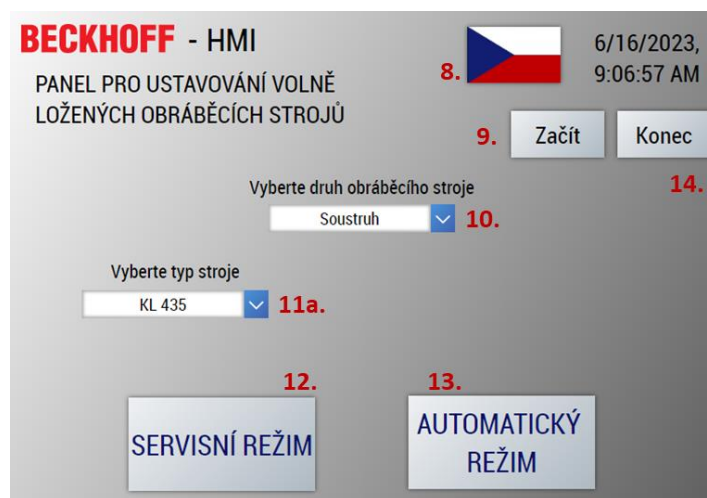 BECKHOFF - HMI
6/16/2023,
8.
9:06:57 AM
PANEL PRO USTAVOVÁNÍ VOLNĚ
LOŽENÝCH OBRÁBĚCÍCH STROJŮ
9.
Začít
Konec
14.
Vyberte druh obráběcího stroje
Soustruh
10.
Vyberte typ stroje
KL 435
11a.
12.
13.
SERVISNÍ REŽIM
AUTOMATICKÝ
REŽIM